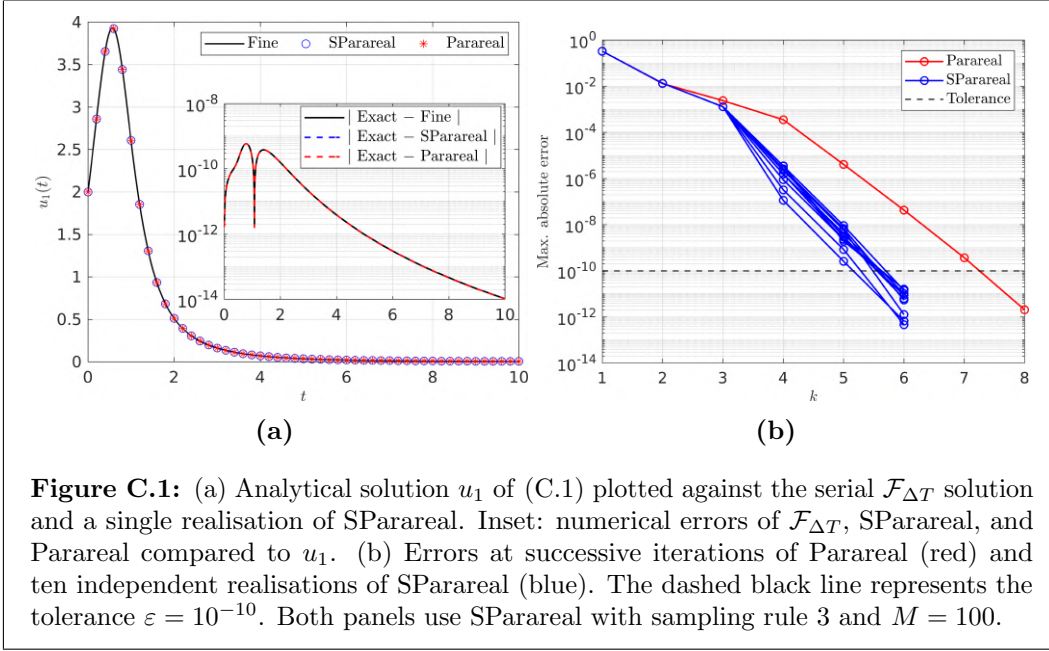 4
3.5
3
2.5
2
1.5
1
0.5
0
u₁(t)
Fine SParareal Parareal
10⁻⁸
10⁻¹⁰
10⁻¹²
10⁻¹⁴
| Exact − Fine |
| Exact − SParareal |
| Exact − Parareal |
0 2 4 6 8 10
0 2 4 6 8 10
t
(a)
10⁰
10⁻²
10⁻⁴
10⁻⁶
10⁻⁸
10⁻¹⁰
10⁻¹²
10⁻¹⁴
Max. absolute error
Parareal
SParareal
Tolerance
1 2 3 4 5 6 7 8
k
(b)
Figure C.1: (a) Analytical solution u₁ of (C.1) plotted against the serial ℱ_ΔT solution
and a single realisation of SParareal. Inset: numerical errors of ℱ_ΔT, SParareal, and
Parareal compared to u₁. (b) Errors at successive iterations of Parareal (red) and
ten independent realisations of SParareal (blue). The dashed black line represents the
tolerance ε = 10⁻¹⁰. Both panels use SParareal with sampling rule 3 and M = 100.